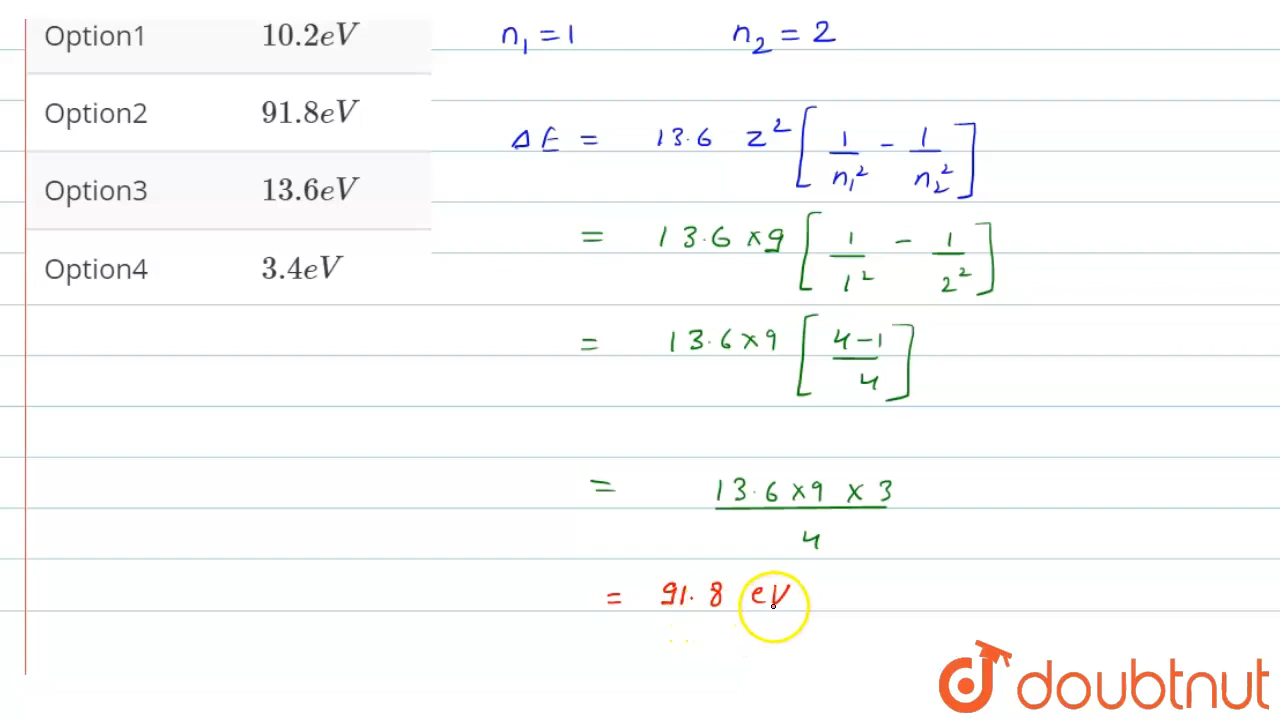 Option1 10.2eV
Option2 91.8eV
Option3 13.6eV
Option4 3.4eV
n₁ = 1 n₂ = 2
ΔE = 13.6 z² [ 1/n₁² - 1/n₂² ]
= 13.6 × 9 [ 1/1² - 1/2² ]
= 13.6 × 9 [ 4-1/4 ]
= 13.6 × 9 × 3 / 4
= 91.8 eV
doubtnut